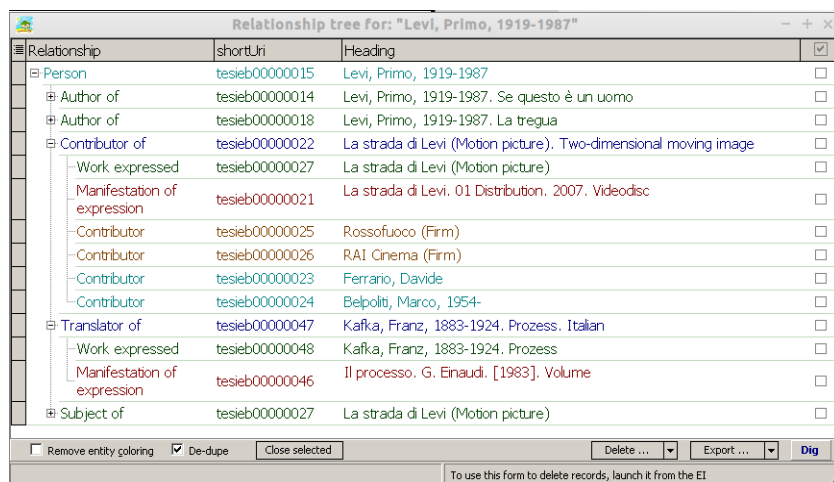 Relationship tree for: "Levi, Primo, 1919-1987"
Relationship shortUri Heading
Person tesieb00000015 Levi, Primo, 1919-1987
Author of tesieb00000014 Levi, Primo, 1919-1987. Se questo è un uomo
Author of tesieb00000018 Levi, Primo, 1919-1987. La tregua
Contributor of tesieb00000022 La strada di Levi (Motion picture). Two-dimensional moving image
Work expressed tesieb00000027 La strada di Levi (Motion picture)
Manifestation of
expression tesieb00000021 La strada di Levi. 01 Distribution. 2007. Videodisc
Contributor tesieb00000025 Rossofuoco (Firm)
Contributor tesieb00000026 RAI Cinema (Firm)
Contributor tesieb00000023 Ferrario, Davide
Contributor tesieb00000024 Belpoliti, Marco, 1954-
Translator of tesieb00000047 Kafka, Franz, 1883-1924. Prozess. Italian
Work expressed tesieb00000048 Kafka, Franz, 1883-1924. Prozess
Manifestation of
expression tesieb00000046 Il processo. G. Einaudi. [1983]. Volume
Subject of tesieb00000027 La strada di Levi (Motion picture)
Remove entity coloring De-dupe Close selected Delete ... Export ... Dig
To use this form to delete records, launch it from the EI